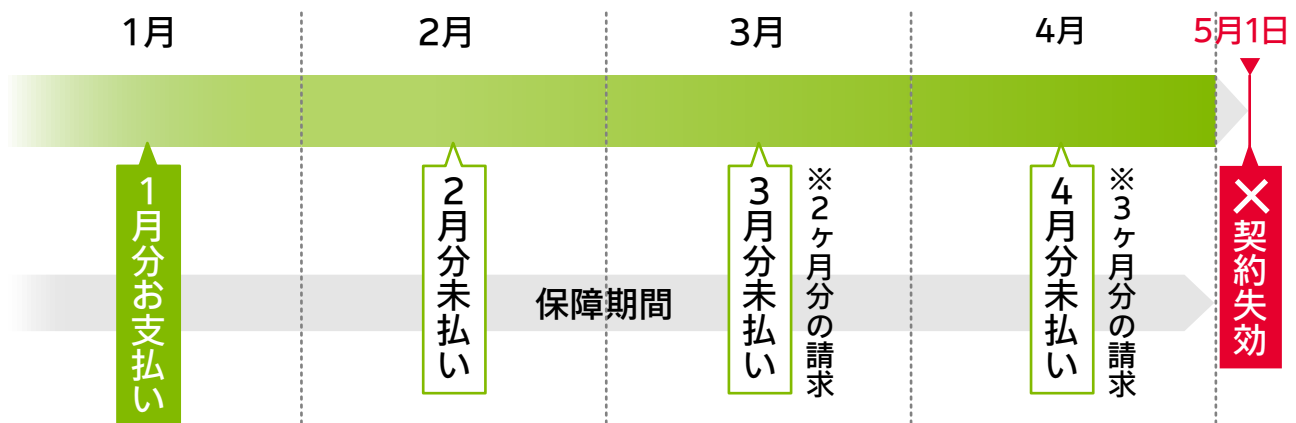 1月
2月
3月
4月
5月1日
1月分お支払い
2月分未払い
3月分未払い
※2ヶ月分の請求
4月分未払い
※3ヶ月分の請求
×契約失効
保障期間